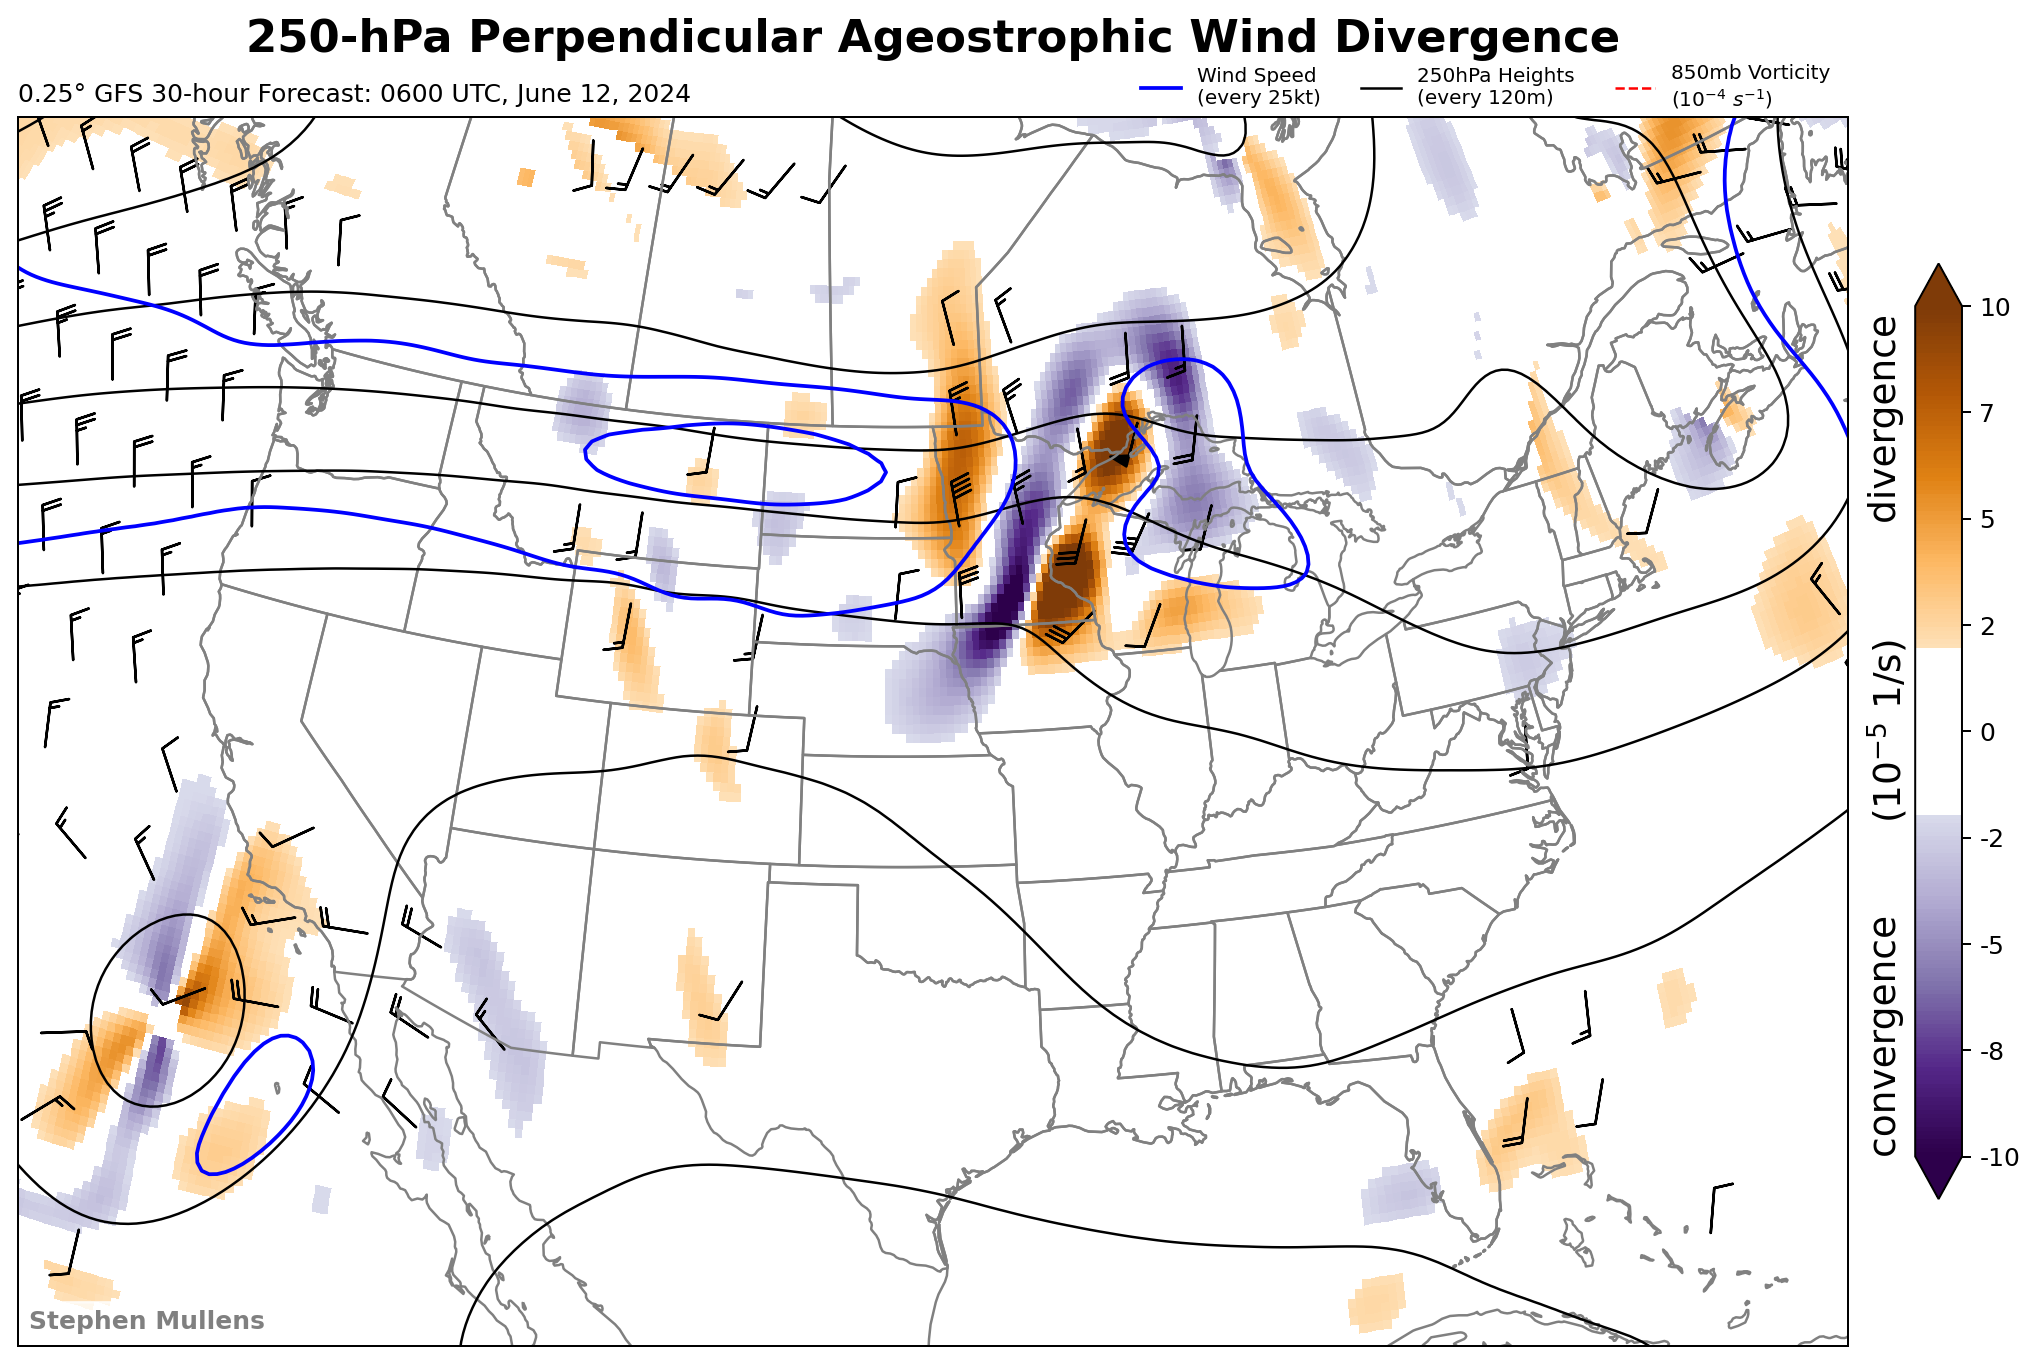 250-hPa Perpendicular Ageostrophic Wind Divergence
0.25° GFS 30-hour Forecast: 0600 UTC, June 12, 2024
Wind Speed
(every 25kt)
250hPa Heights
(every 120m)
850mb Vorticity
(10⁻⁴ s⁻¹)
10
7
5
2
0
-2
-5
-8
-10
convergence (10⁻⁵ 1/s) divergence
Stephen Mullens